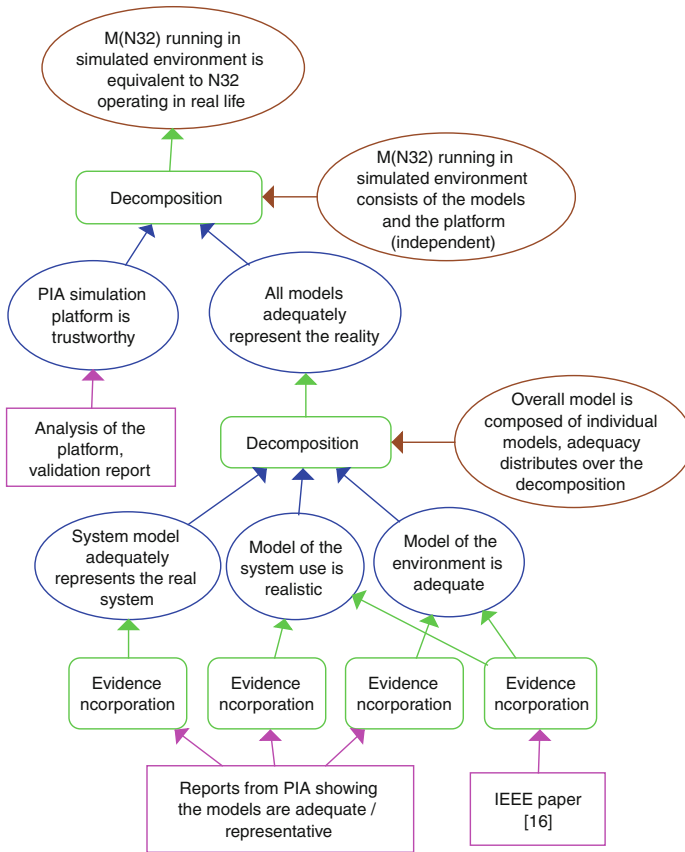 M(N32) running in
simulated environment is
equivalent to N32
operating in real life
Decomposition
M(N32) running in
simulated environment
consists of the models
and the platform
(independent)
PIA simulation
platform is
trustworthy
All models
adequately
represent the reality
Analysis of the
platform,
validation report
Decomposition
Overall model is
composed of individual
models, adequacy
distributes over the
decomposition
System model
adequately
represents the real
system
Model of the
system use is
realistic
Model of the
environment is
adequate
Evidence
ncorporation
Evidence
ncorporation
Evidence
ncorporation
Evidence
ncorporation
Reports from PIA showing
the models are adequate /
representative
IEEE paper
[16]